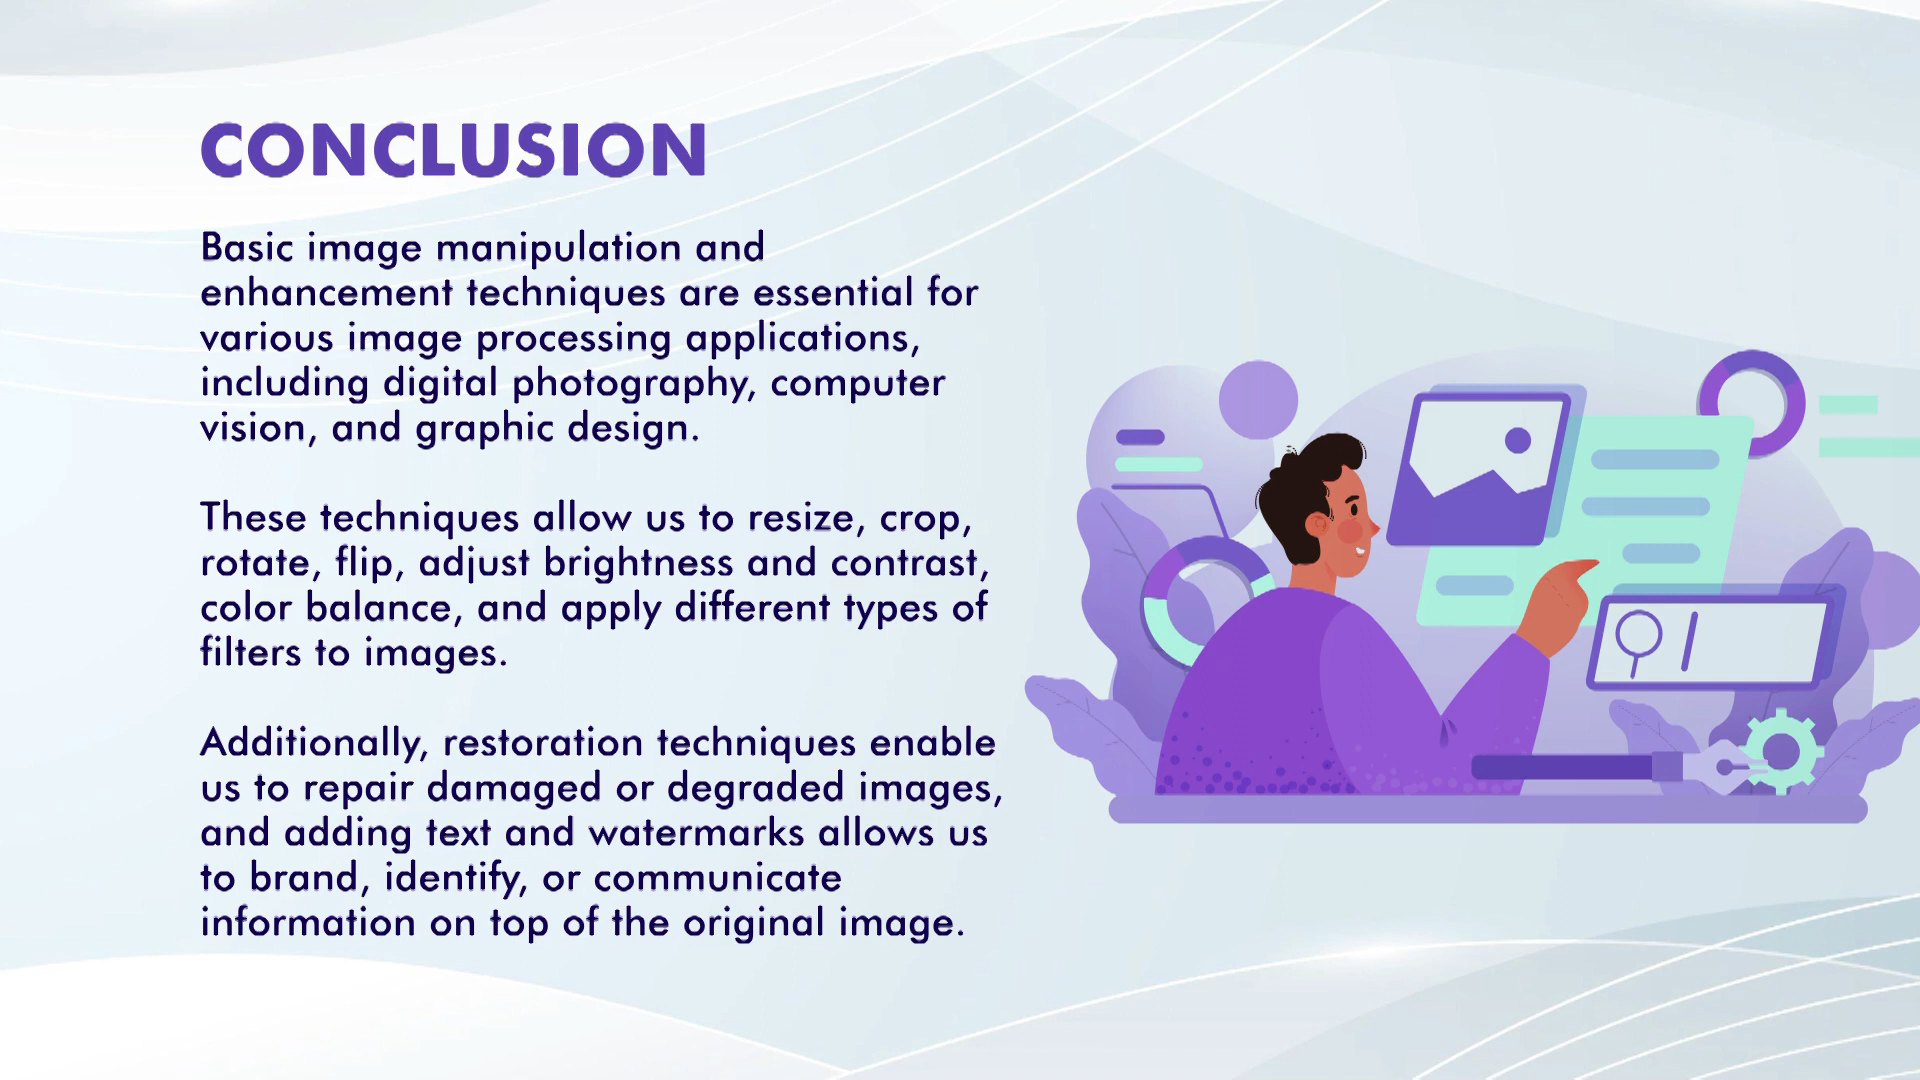 CONCLUSION
Basic image manipulation and
enhancement techniques are essential for
various image processing applications,
including digital photography, computer
vision, and graphic design.
These techniques allow us to resize, crop,
rotate, flip, adjust brightness and contrast,
color balance, and apply different types of
filters to images.
Additionally, restoration techniques enable
us to repair damaged or degraded images,
and adding text and watermarks allows us
to brand, identify, or communicate
information on top of the original image.